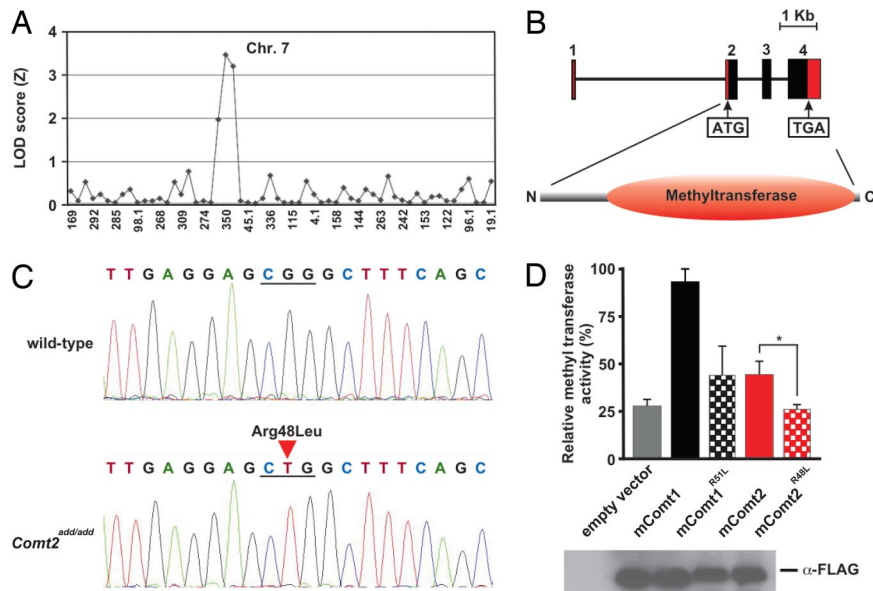 A
Chr. 7
LOD score (Z)
4
3
2
1
0
169 292 285 98.1 268 309 274 350 45.1 336 115 4.1 158 144 263 242 153 122 96.1 19.1
B
1 Kb
1 2 3 4
ATG TGA
N Methyltransferase C
C
T T G A G G A G C G G G C T T T C A G C
wild-type
Arg48Leu
T T G A G G A G C T G G C T T T C A G C
Comt2add/add
D
Relative methyl transferase
activity (%)
100
75
50
25
0
*
empty vector
mComt1
mComt1R51L
mComt2
mComt2R48L
α-FLAG